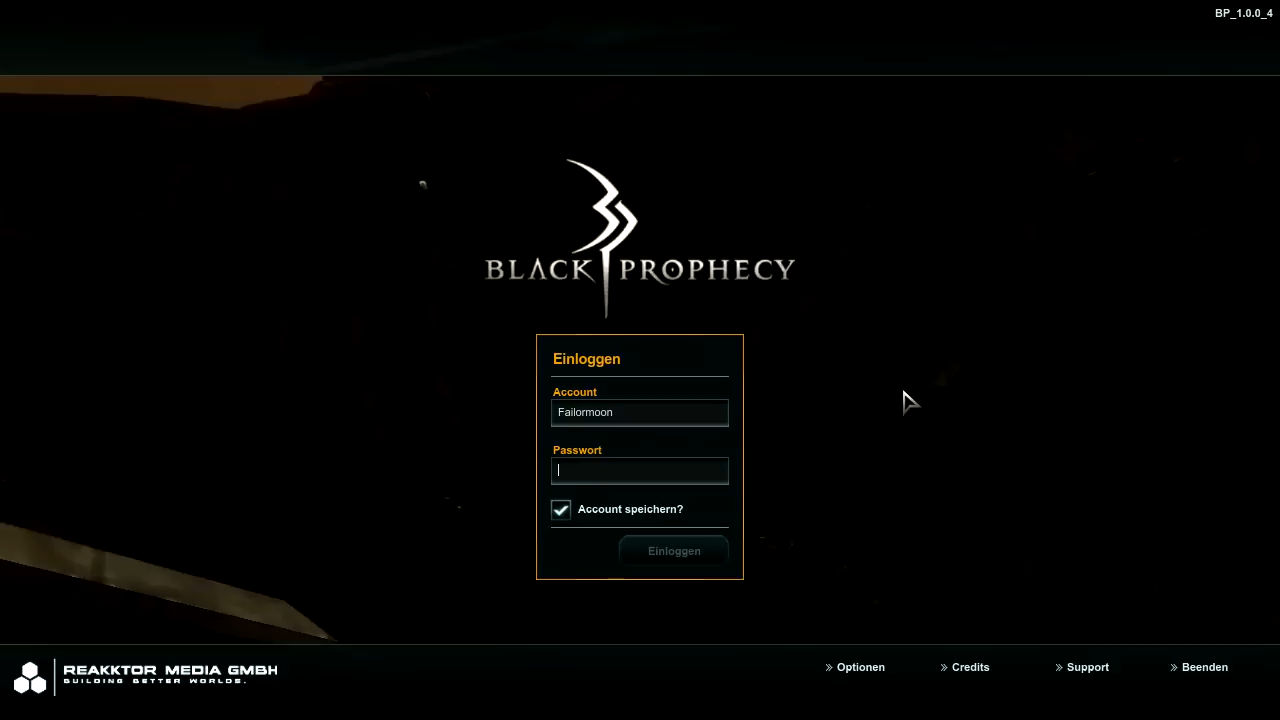 BP_1.0.0_4
BLACK PROPHECY
Einloggen
Account
Failormoon
Passwort
Account speichern?
Einloggen
REAKKTOR MEDIA GMBH
BUILDING BETTER WORLDS.
» Optionen
» Credits
» Support
» Beenden